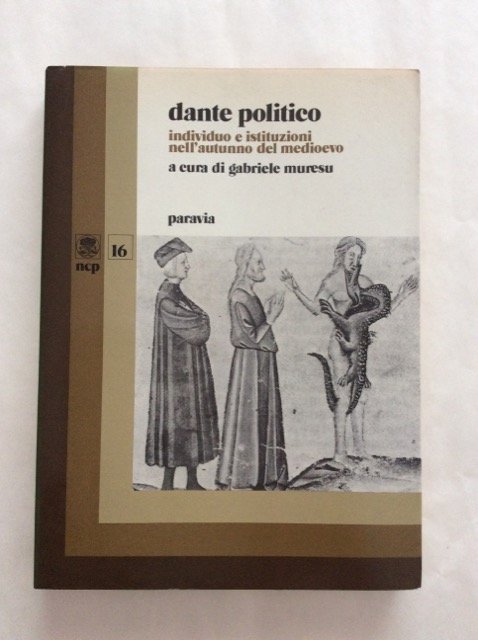 dante politico
individuo e istituzioni
nell'autunno del medioevo
a cura di gabriele muresu
paravia
ncp
16